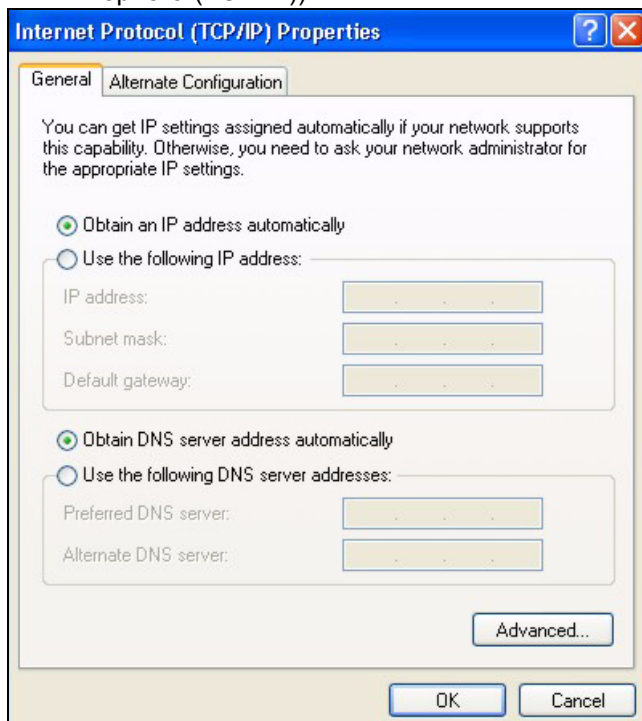 Internet Protocol (TCP/IP) Properties
General Alternate Configuration
You can get IP settings assigned automatically if your network supports
this capability. Otherwise, you need to ask your network administrator for
the appropriate IP settings.
Obtain an IP address automatically
Use the following IP address:
IP address:
Subnet mask:
Default gateway:
Obtain DNS server address automatically
Use the following DNS server addresses:
Preferred DNS server:
Alternate DNS server:
Advanced...
OK Cancel